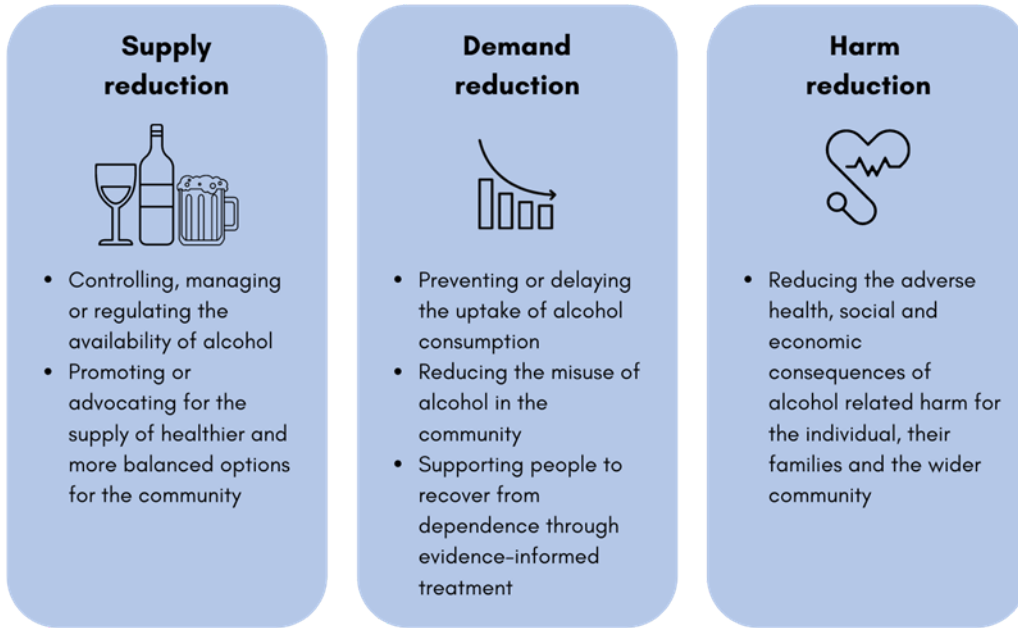 Supply
reduction
• Controlling, managing
or regulating the
availability of alcohol
• Promoting or
advocating for the
supply of healthier and
more balanced options
for the community
Demand
reduction
• Preventing or delaying
the uptake of alcohol
consumption
• Reducing the misuse of
alcohol in the
community
• Supporting people to
recover from
dependence through
evidence-informed
treatment
Harm
reduction
• Reducing the adverse
health, social and
economic
consequences of
alcohol related harm for
the individual, their
families and the wider
community